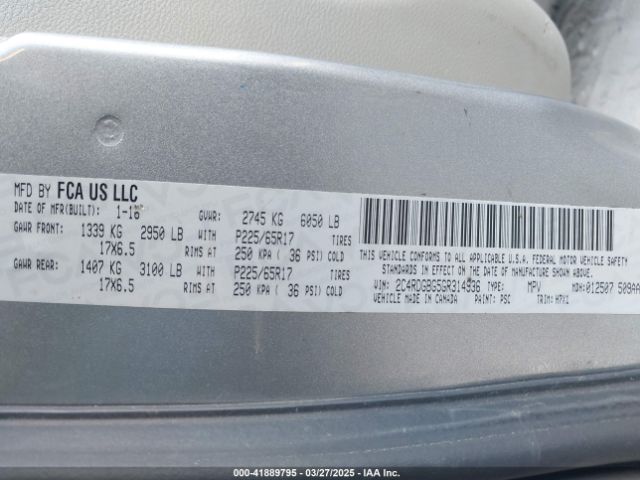 MFD BY FCA US LLC
DATE OF MFR(BUILT): 1-16 GVWR: 2745 KG 6050 LB
GAWR FRONT: 1339 KG 2950 LB WITH P225/65R17 TIRES
17X6.5 RIMS AT 250 KPA ( 36 PSI) COLD
GAWR REAR: 1407 KG 3100 LB WITH P225/65R17 TIRES
17X6.5 RIMS AT 250 KPA ( 36 PSI) COLD
THIS VEHICLE CONFORMS TO ALL APPLICABLE U.S.A. FEDERAL MOTOR VEHICLE SAFETY
STANDARDS IN EFFECT ON THE DATE OF MANUFACTURE SHOWN ABOVE.
VIN: 2C4RDGBG5GR314936 TYPE: MPV MDH: 012507 509AA
VEHICLE MADE IN CANADA PAINT: PSC TRIM:
000-41889795 - 03/27/2025 - IAA Inc.